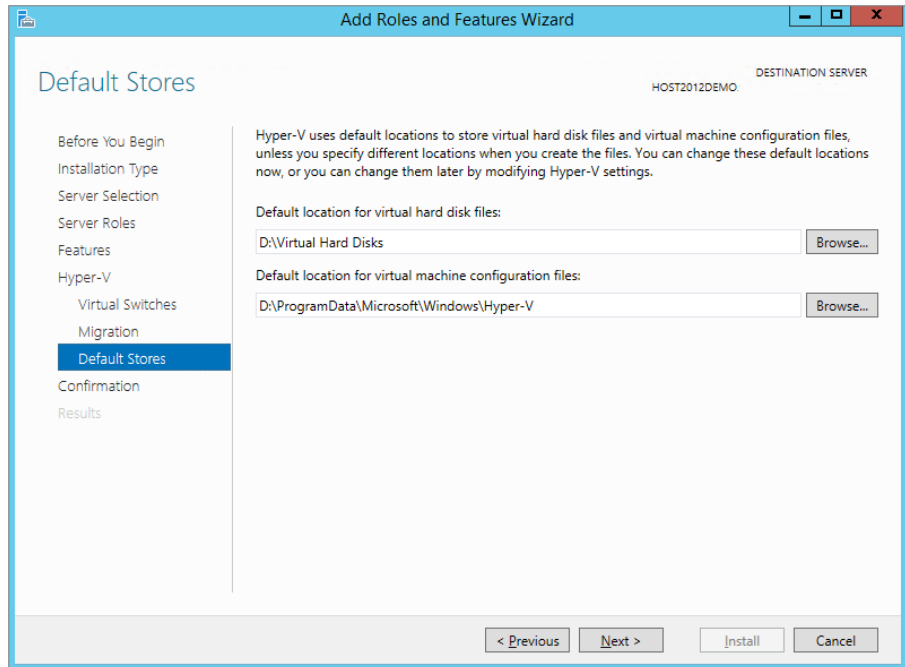 Add Roles and Features Wizard
Default Stores
DESTINATION SERVER
HOST2012DEMO.
Before You Begin
Installation Type
Server Selection
Server Roles
Features
Hyper-V
Virtual Switches
Migration
Default Stores
Confirmation
Results
Hyper-V uses default locations to store virtual hard disk files and virtual machine configuration files,
unless you specify different locations when you create the files. You can change these default locations
now, or you can change them later by modifying Hyper-V settings.
Default location for virtual hard disk files:
D:\Virtual Hard Disks
Browse...
Default location for virtual machine configuration files:
D:\ProgramData\Microsoft\Windows\Hyper-V
Browse...
< Previous
Next >
Install
Cancel